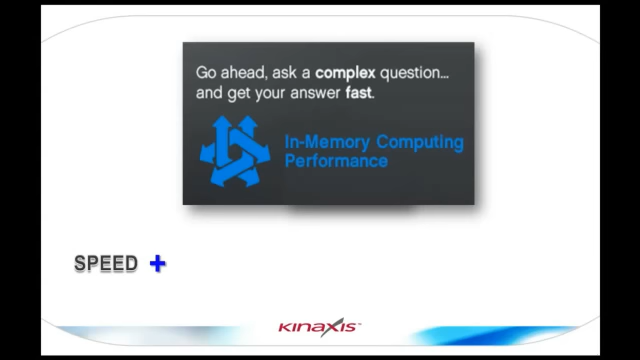 Go ahead, ask a complex question...
and get your answer fast.
In-Memory Computing
Performance
SPEED +
KINAXIS